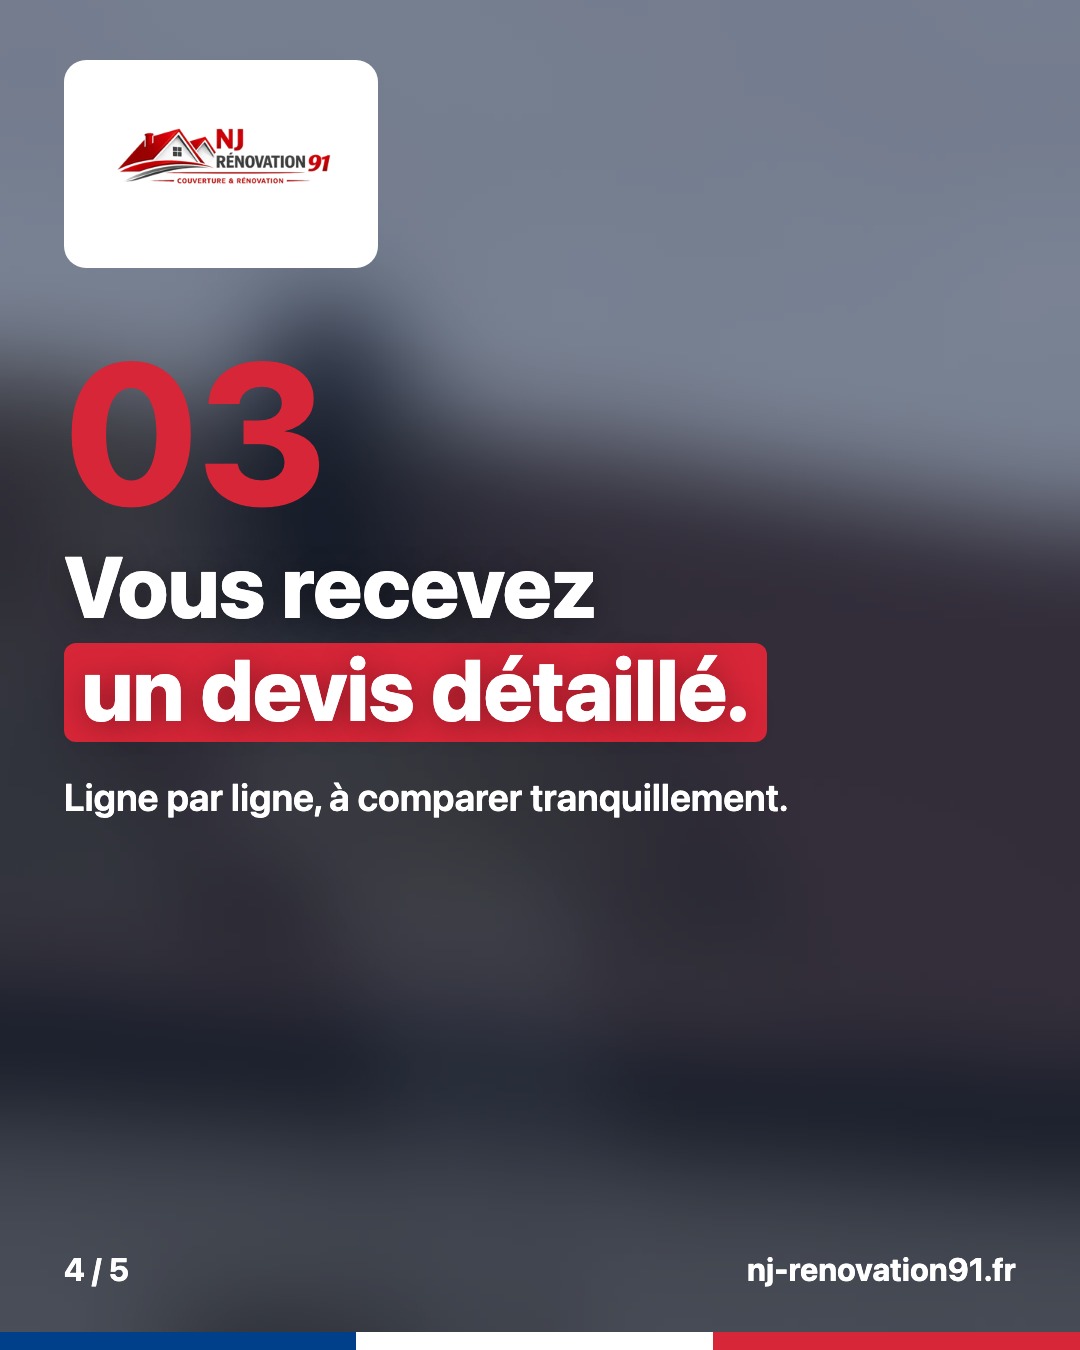 NJ
RÉNOVATION 91
COUVERTURE & RÉNOVATION
03
Vous recevez
un devis détaillé.
Ligne par ligne, à comparer tranquillement.
4 / 5
nj-renovation91.fr